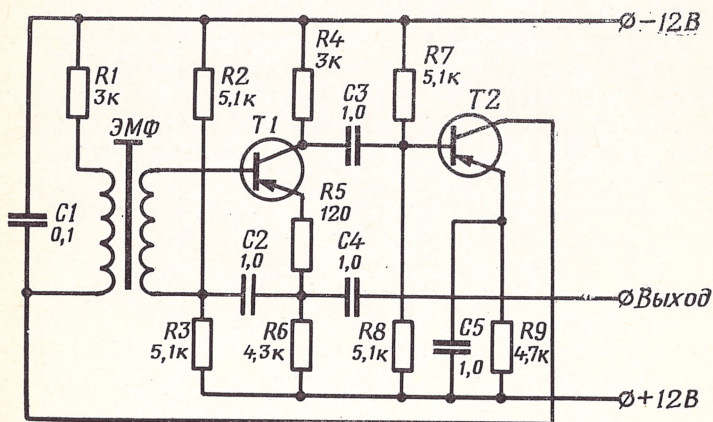 -12В
R1
3к
R2
5,1к
R4
3к
R7
5,1к
C3
1,0
T2
ЭМФ
T1
C1
0,1
R5
120
C2
1,0
C4
1,0
Выход
R3
5,1к
R6
4,3к
R8
5,1к
C5
1,0
R9
4,7к
+12В